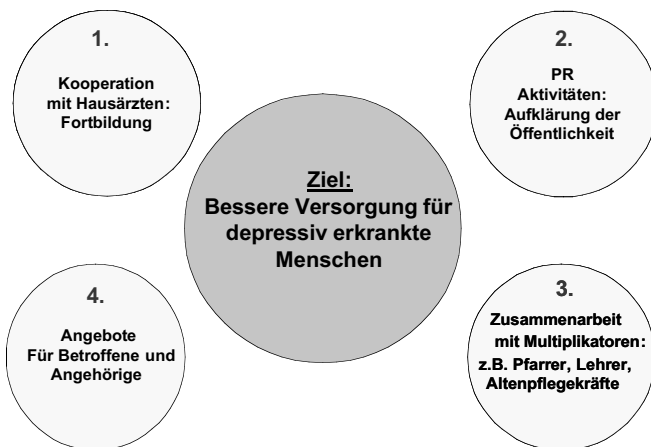 1.
Kooperation
mit Hausärzten:
Fortbildung
2.
PR
Aktivitäten:
Aufklärung der
Öffentlichkeit
Ziel:
Bessere Versorgung für
depressiv erkrankte
Menschen
3.
Zusammenarbeit
mit Multiplikatoren:
z.B. Pfarrer, Lehrer,
Altenpflegekräfte
4.
Angebote
Für Betroffene und
Angehörige